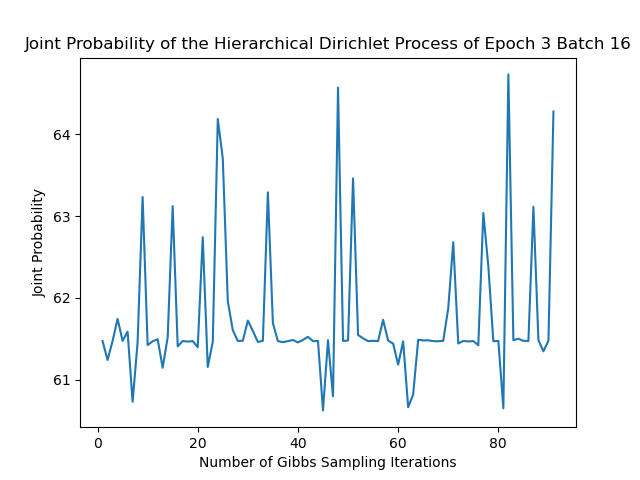 Joint Probability of the Hierarchical Dirichlet Process of Epoch 3 Batch 16
64
63
62
61
Joint Probability
0 20 40 60 80
Number of Gibbs Sampling Iterations